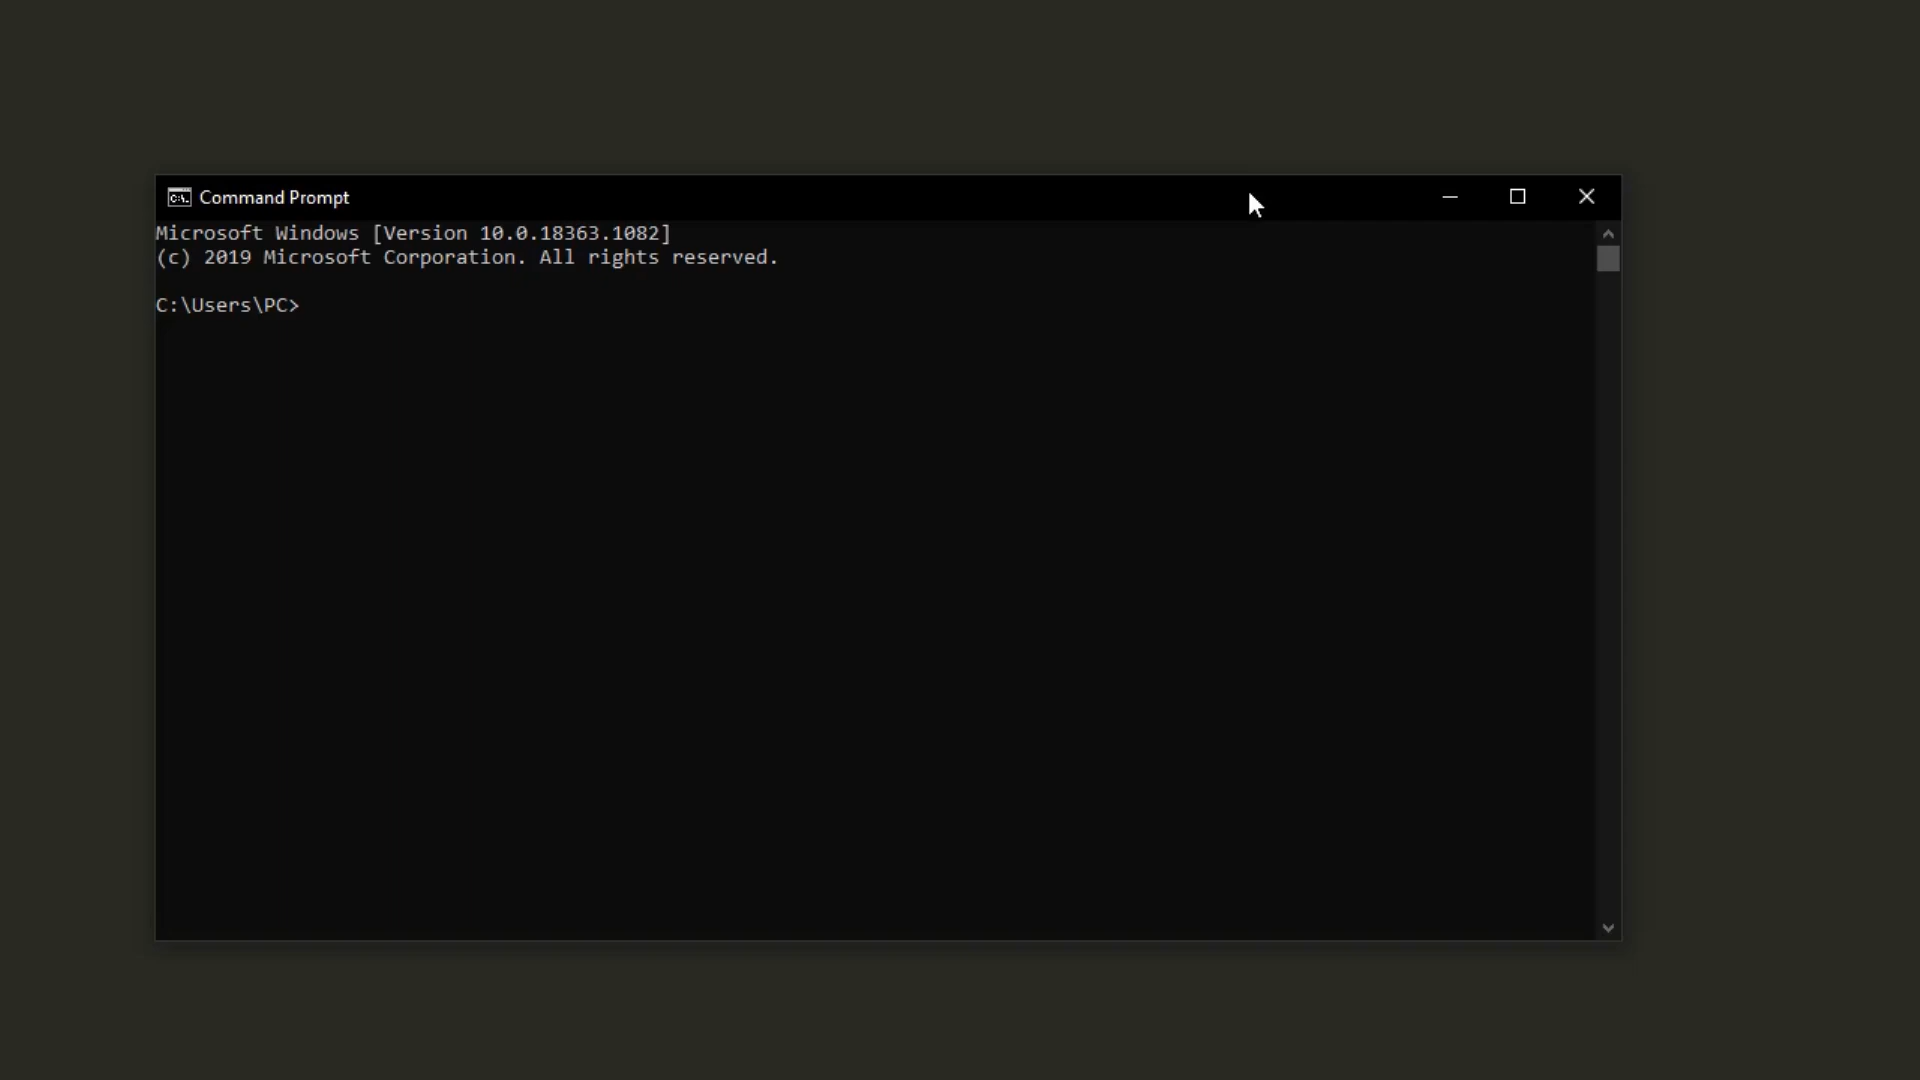 Command Prompt
Microsoft Windows [Version 10.0.18363.1082]
(c) 2019 Microsoft Corporation. All rights reserved.
C:\Users\PC>